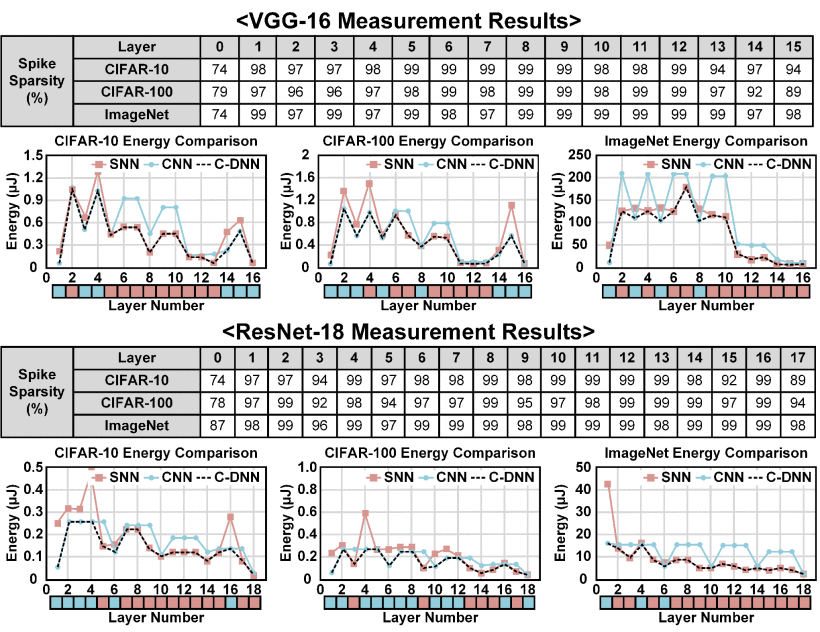 <VGG-16 Measurement Results>
Spike Sparsity (%)
Layer 0 1 2 3 4 5 6 7 8 9 10 11 12 13 14 15
CIFAR-10 74 98 97 97 98 99 99 99 99 99 98 98 99 94 97 94
CIFAR-100 79 97 96 96 97 98 99 98 99 99 98 99 99 97 92 89
ImageNet 74 99 99 97 99 97 98 97 99 99 99 99 99 99 97 98
CIFAR-10 Energy Comparison
SNN CNN C-DNN
Energy (μJ)
1.5
1.2
0.9
0.6
0.3
0
0 2 4 6 8 10 12 14 16
Layer Number
CIFAR-100 Energy Comparison
SNN CNN C-DNN
Energy (μJ)
2
1.6
1.2
0.8
0.4
0
0 2 4 6 8 10 12 14 16
Layer Number
ImageNet Energy Comparison
SNN CNN C-DNN
Energy (μJ)
250
200
150
100
50
0
0 2 4 6 8 10 12 14 16
Layer Number
<ResNet-18 Measurement Results>
Spike Sparsity (%)
Layer 0 1 2 3 4 5 6 7 8 9 10 11 12 13 14 15 16 17
CIFAR-10 74 97 97 94 99 97 98 98 99 98 99 99 99 99 98 92 99 89
CIFAR-100 78 97 99 92 98 94 97 97 99 95 97 98 99 99 99 97 99 94
ImageNet 87 98 99 96 99 97 99 99 99 98 99 99 99 98 99 99 99 98
CIFAR-10 Energy Comparison
SNN CNN C-DNN
Energy (μJ)
0.5
0.4
0.3
0.2
0.1
0
0 2 4 6 8 10 12 14 16 18
Layer Number
CIFAR-100 Energy Comparison
SNN CNN C-DNN
Energy (μJ)
1.0
0.8
0.6
0.4
0.2
0
0 2 4 6 8 10 12 14 16 18
Layer Number
ImageNet Energy Comparison
SNN CNN C-DNN
Energy (μJ)
50
40
30
20
10
0
0 2 4 6 8 10 12 14 16 18
Layer Number